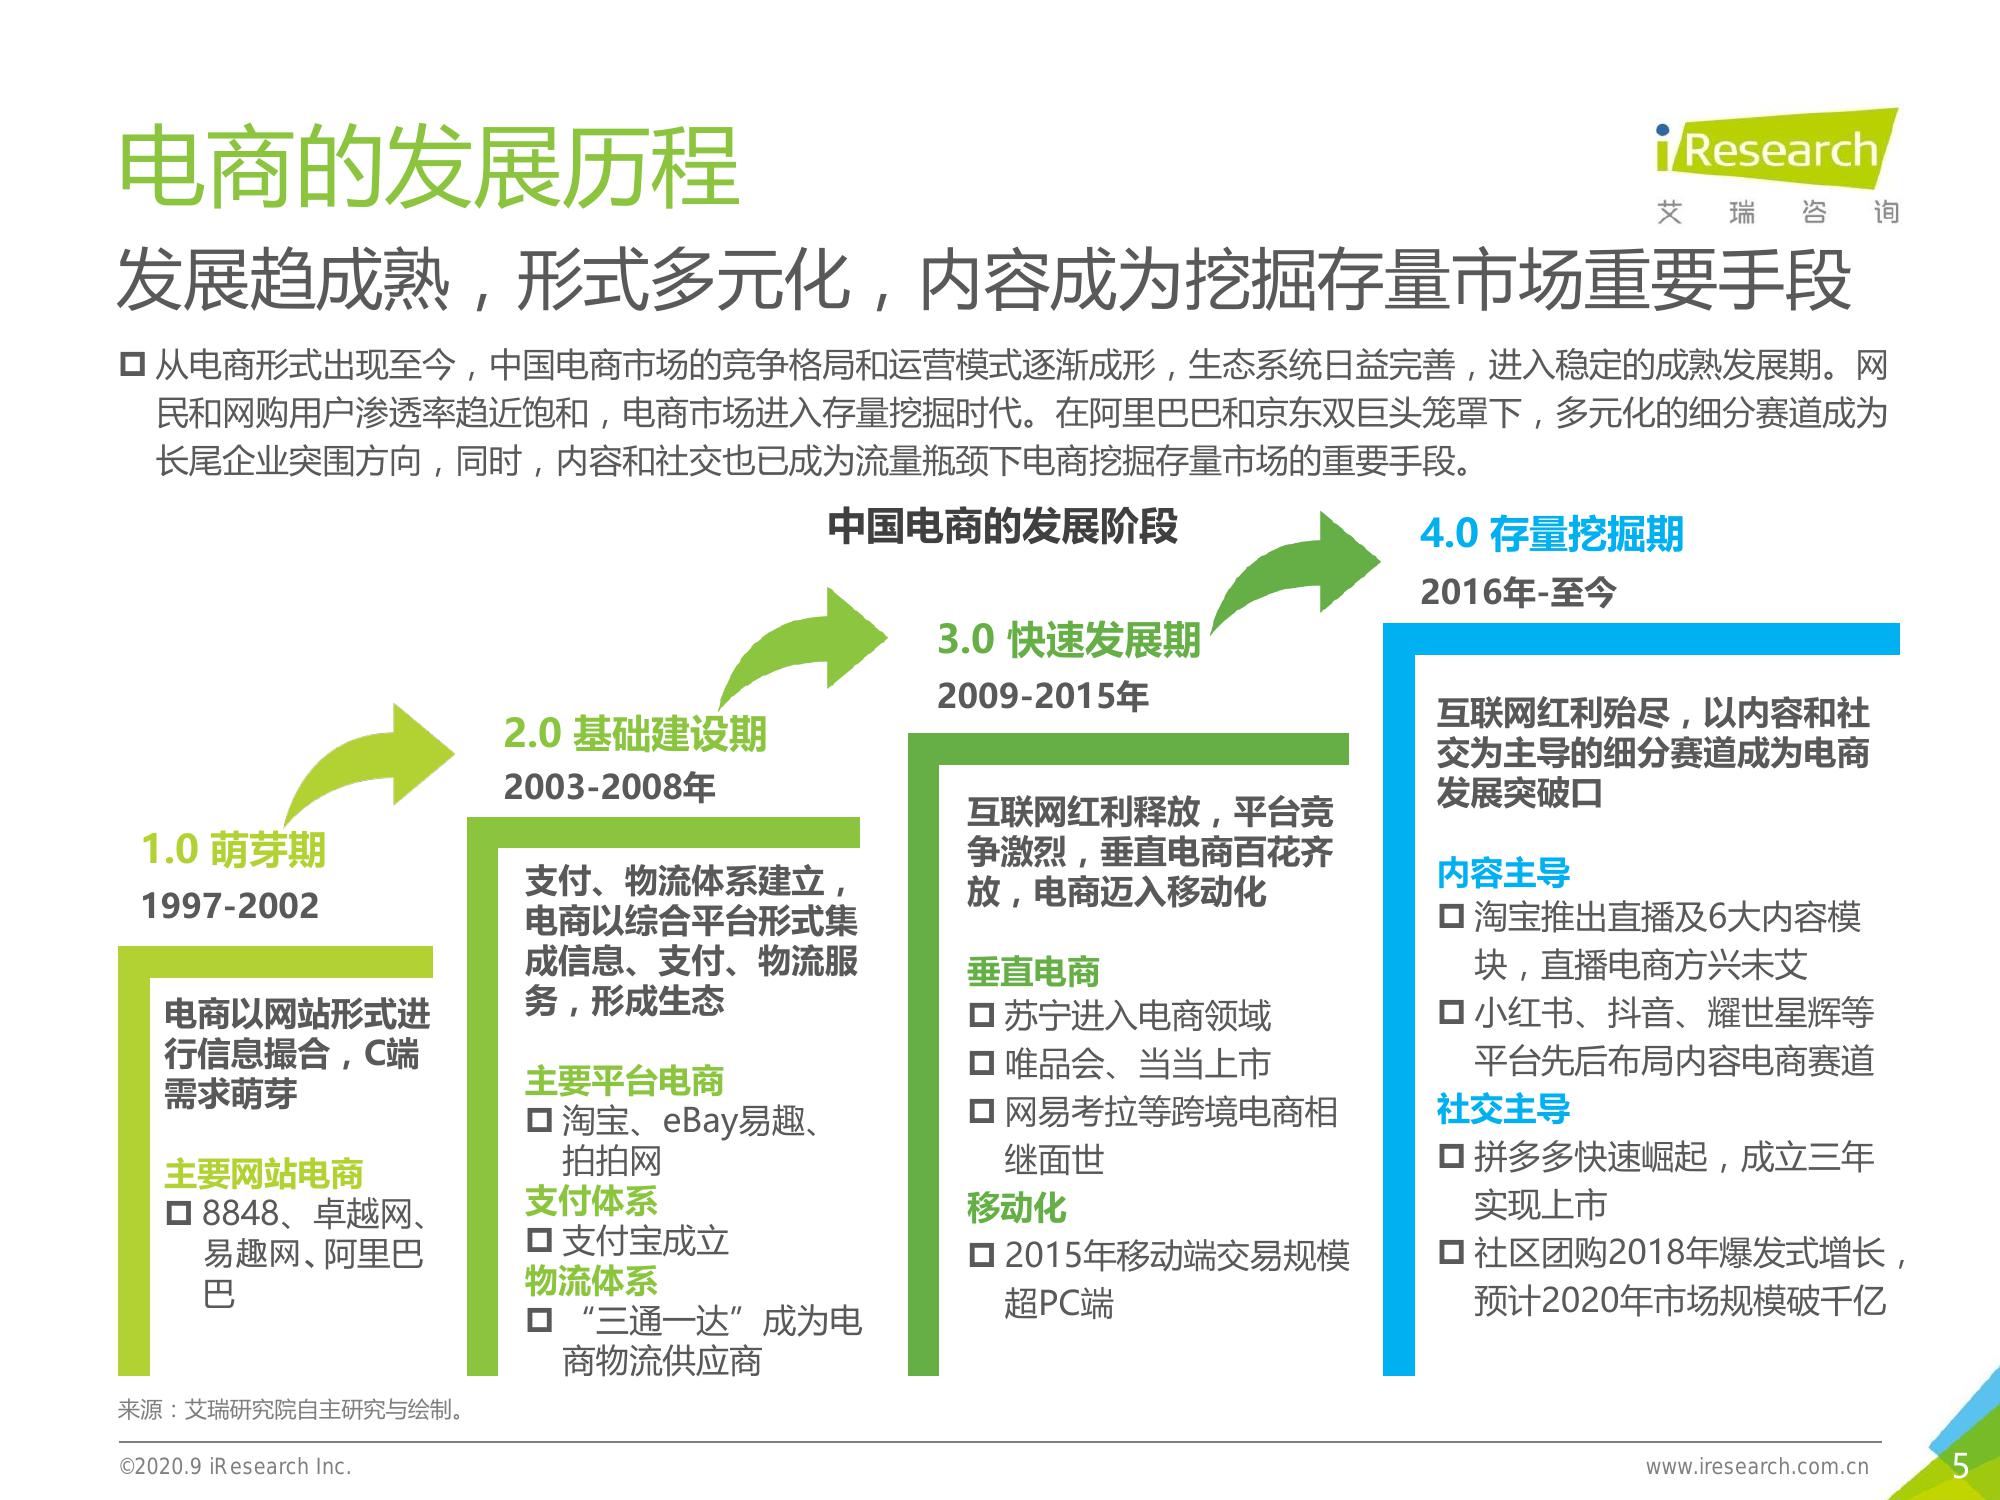 电商的发展历程
iResearch
艾瑞咨询
发展趋成熟，形式多元化，内容成为挖掘存量市场重要手段
从电商形式出现至今，中国电商市场的竞争格局和运营模式逐渐成形，生态系统日益完善，进入稳定的成熟发展期。网
民和网购用户渗透率趋近饱和，电商市场进入存量挖掘时代。在阿里巴巴和京东双巨头笼罩下，多元化的细分赛道成为
长尾企业突围方向，同时，内容和社交也已成为流量瓶颈下电商挖掘存量市场的重要手段。
中国电商的发展阶段
1.0 萌芽期
1997-2002
电商以网站形式进
行信息撮合，C端
需求萌芽
主要网站电商
8848、卓越网、
易趣网、阿里巴
巴
2.0 基础建设期
2003-2008年
支付、物流体系建立，
电商以综合平台形式集
成信息、支付、物流服
务，形成生态
主要平台电商
淘宝、eBay易趣、
拍拍网
支付体系
支付宝成立
物流体系
“三通一达”成为电
商物流供应商
3.0 快速发展期
2009-2015年
互联网红利释放，平台竞
争激烈，垂直电商百花齐
放，电商迈入移动化
垂直电商
苏宁进入电商领域
唯品会、当当上市
网易考拉等跨境电商相
继面世
移动化
2015年移动端交易规模
超PC端
4.0 存量挖掘期
2016年-至今
互联网红利殆尽，以内容和社
交为主导的细分赛道成为电商
发展突破口
内容主导
淘宝推出直播及6大内容模
块，直播电商方兴未艾
小红书、抖音、耀世星辉等
平台先后布局内容电商赛道
社交主导
拼多多快速崛起，成立三年
实现上市
社区团购2018年爆发式增长，
预计2020年市场规模破千亿
来源：艾瑞研究院自主研究与绘制。
©2020.9 iResearch Inc.
www.iresearch.com.cn
5